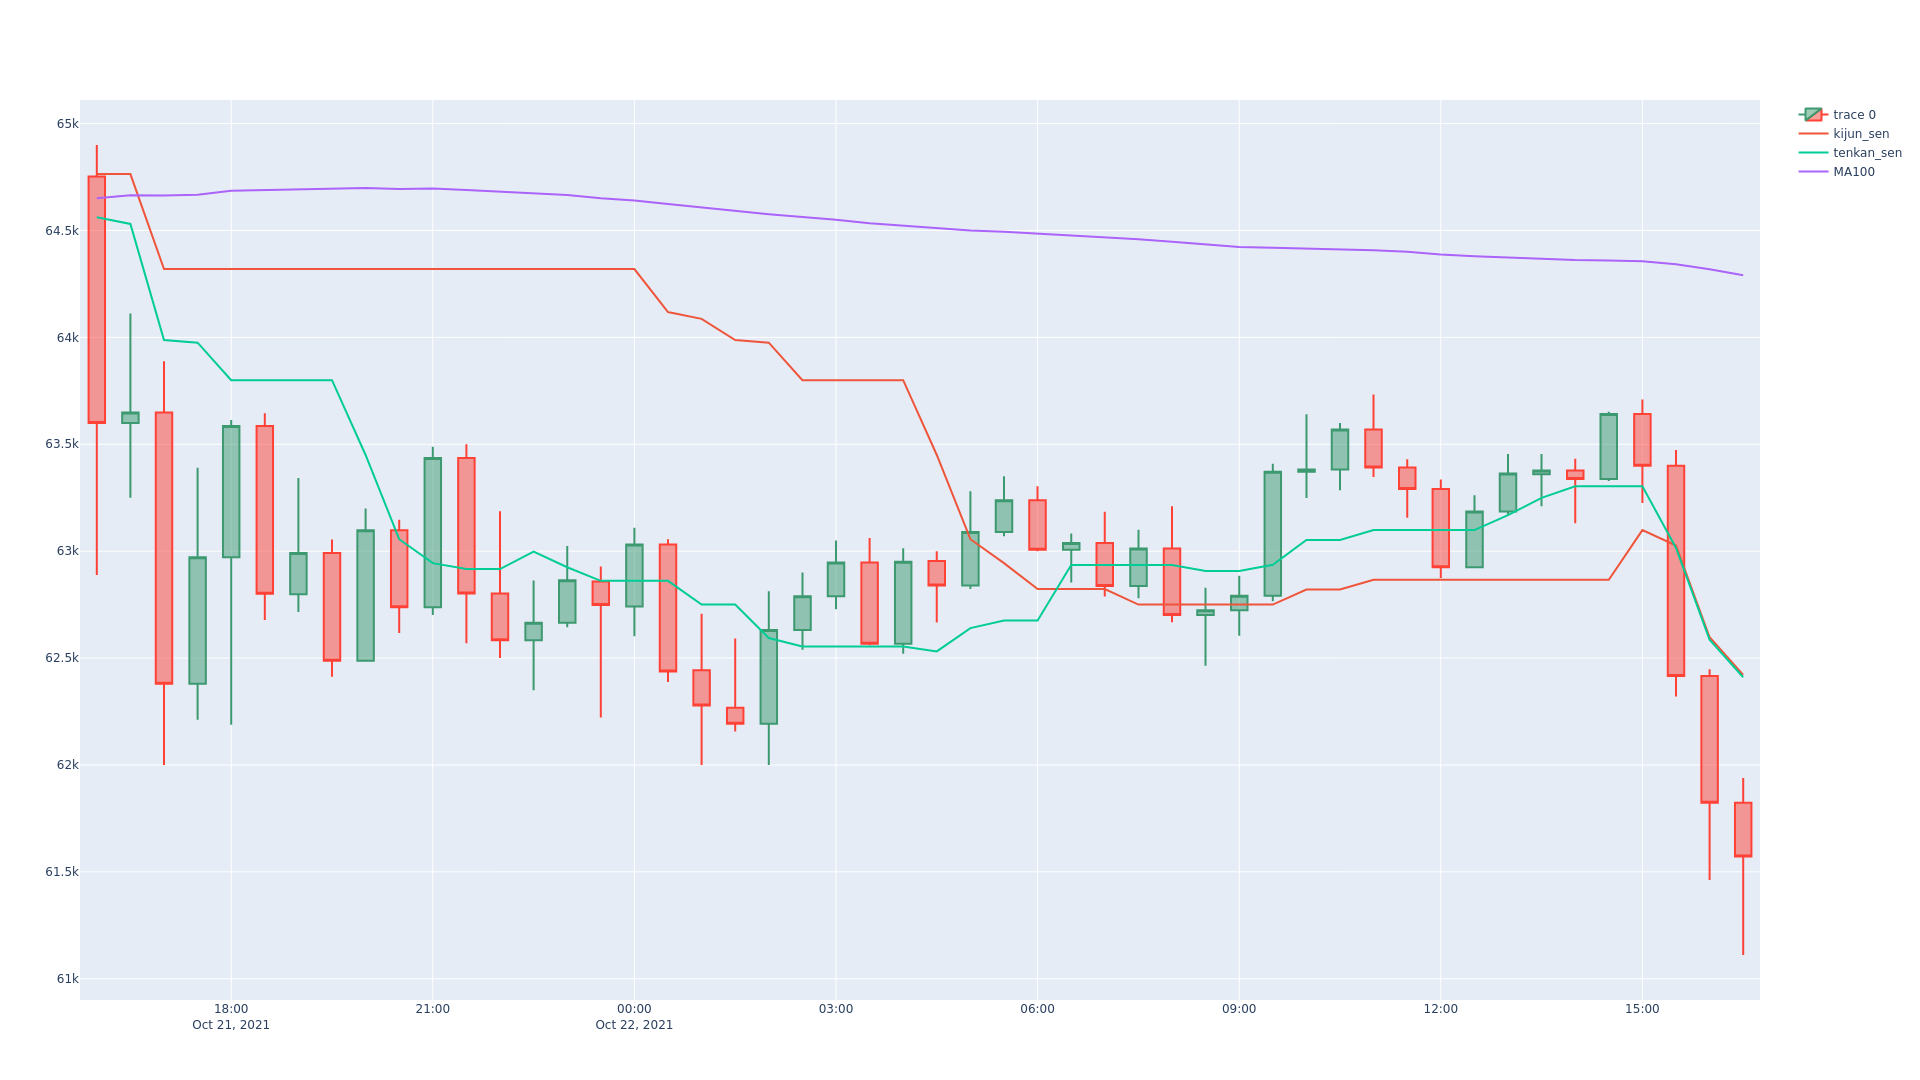 65k
64.5k
64k
63.5k
63k
62.5k
62k
61.5k
61k
18:00
Oct 21, 2021
21:00
00:00
Oct 22, 2021
03:00
06:00
09:00
12:00
15:00
trace 0
kijun_sen
tenkan_sen
MA100